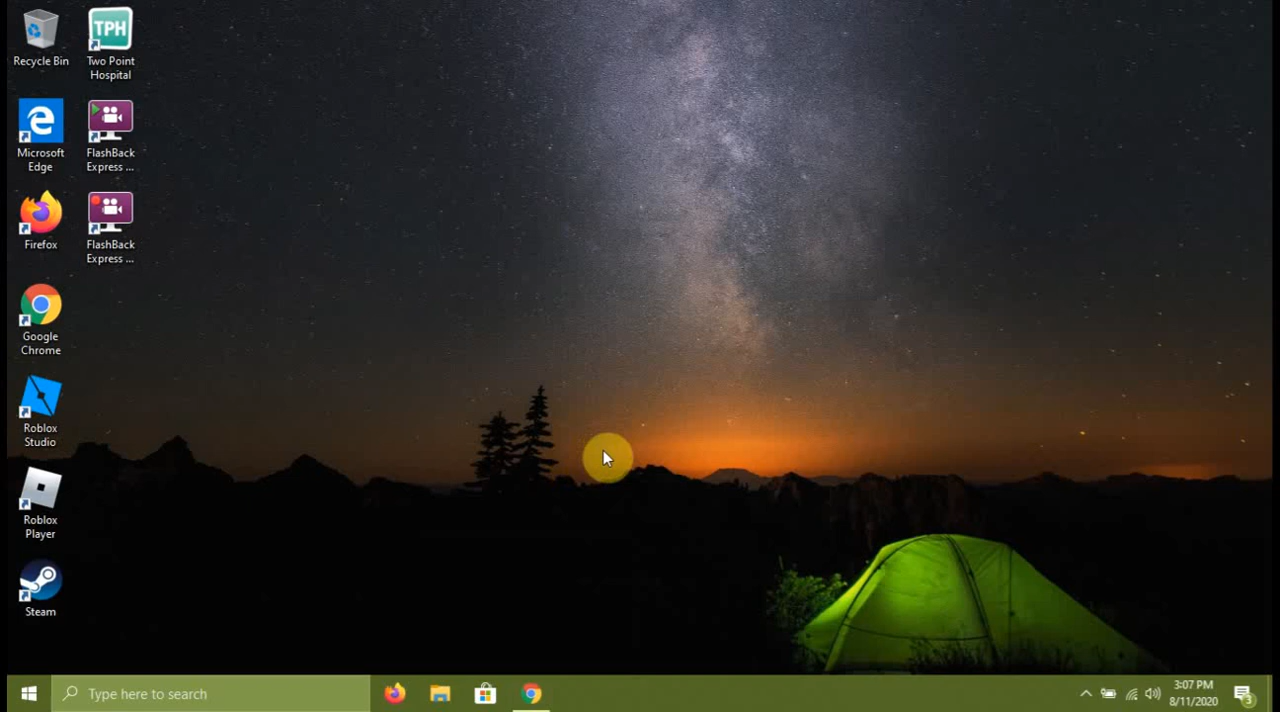 Recycle Bin
TPH
Two Point
Hospital
Microsoft
Edge
FlashBack
Express ...
Firefox
FlashBack
Express ...
Google
Chrome
Roblox
Studio
Roblox
Player
Steam
Type here to search
3:07 PM
8/11/2020
3